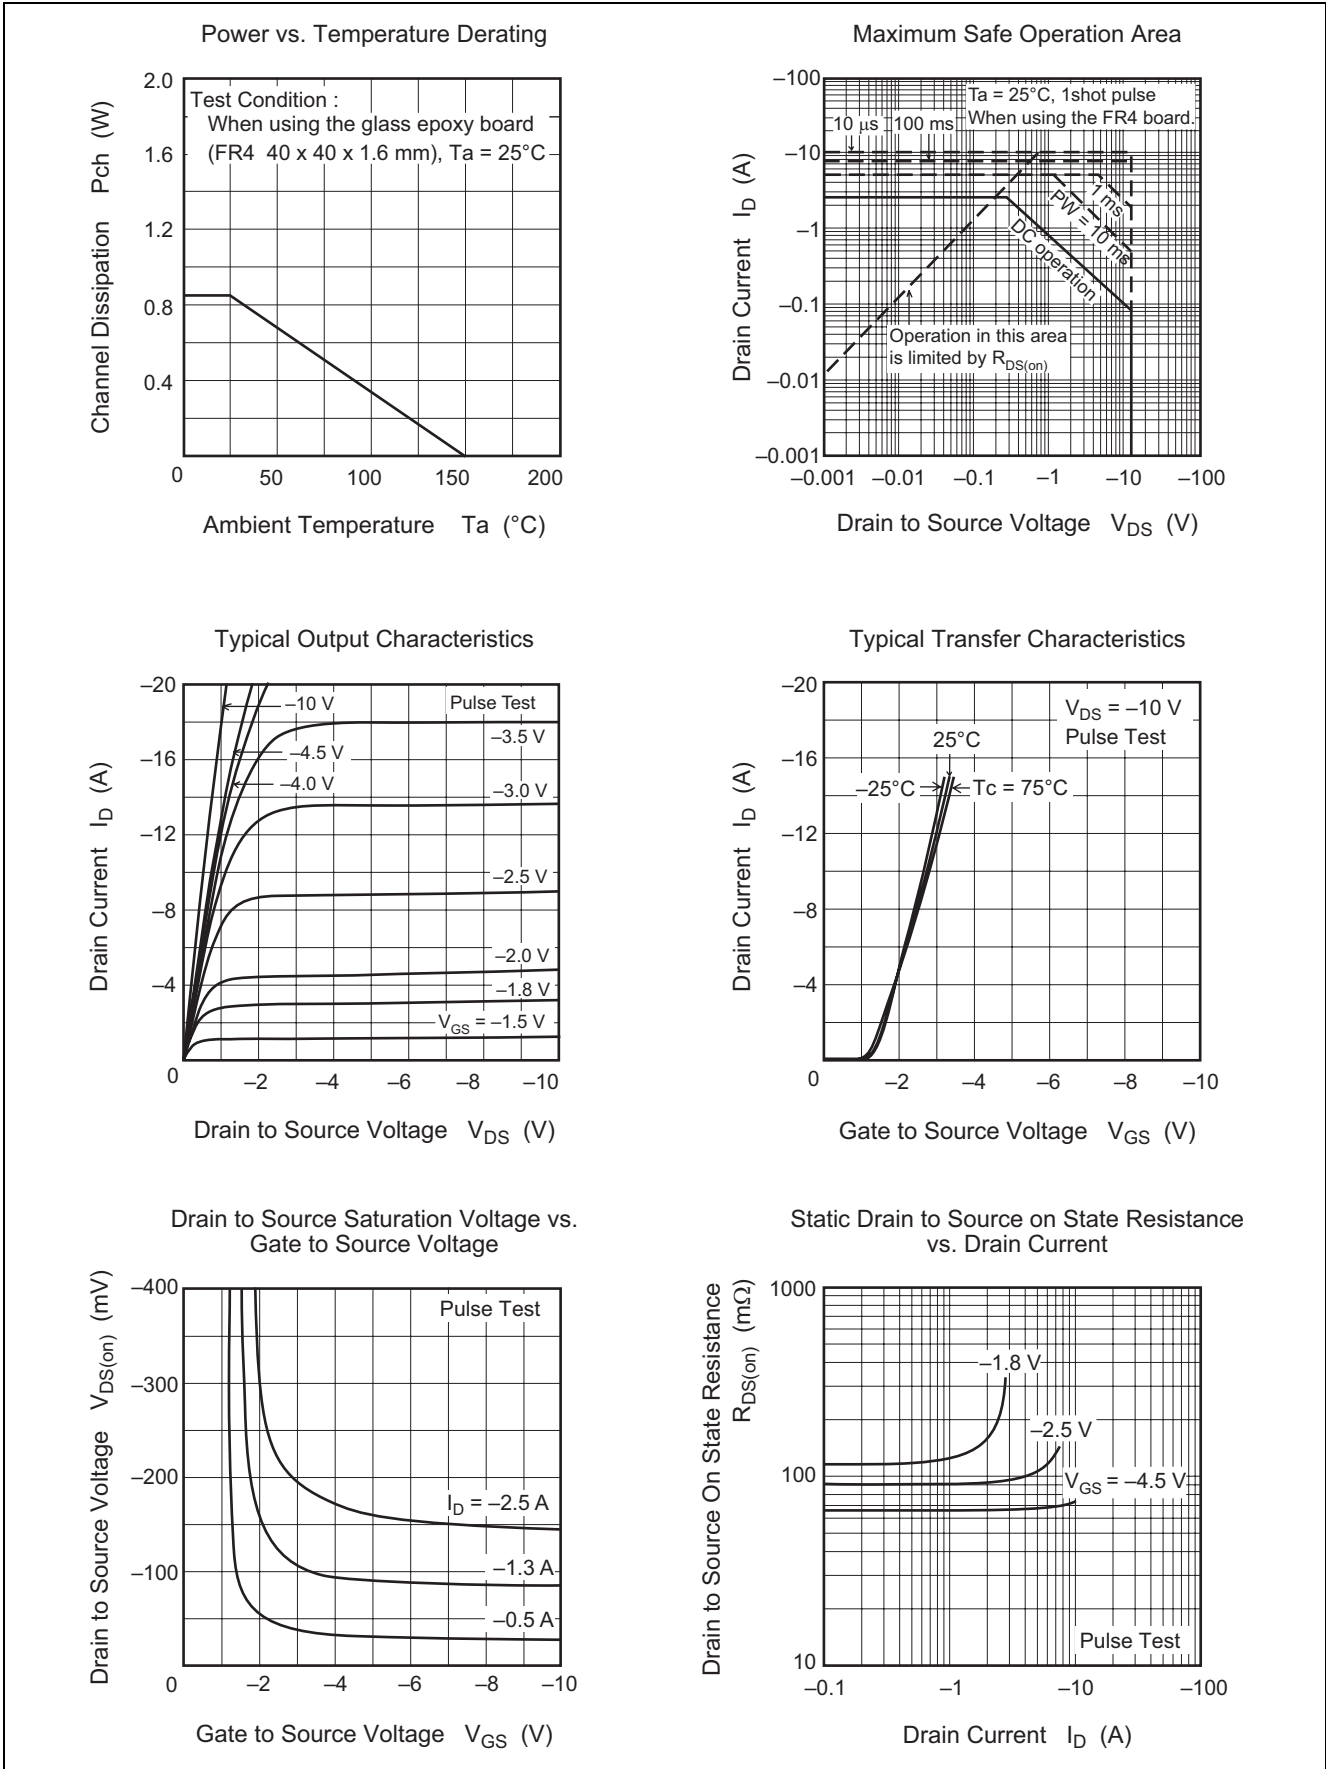 Power vs. Temperature Derating
Channel Dissipation Pch (W)
2.0
1.6
1.2
0.8
0.4
0
50
100
150
200
Test Condition :
When using the glass epoxy board
(FR4 40 x 40 x 1.6 mm), Ta = 25°C
Ambient Temperature Ta (°C)
Maximum Safe Operation Area
Drain Current ID (A)
–100
–10
–1
–0.1
–0.01
–0.001
–0.001
–0.01
–0.1
–1
–10
–100
Ta = 25°C, 1shot pulse
When using the FR4 board.
10 μs
100 ms
1 ms
PW = 10 ms
DC operation
Operation in this area
is limited by RDS(on)
Drain to Source Voltage VDS (V)
Typical Output Characteristics
Drain Current ID (A)
–20
–16
–12
–8
–4
0
–2
–4
–6
–8
–10
Pulse Test
–10 V
–4.5 V
–4.0 V
–3.5 V
–3.0 V
–2.5 V
–2.0 V
–1.8 V
VGS = –1.5 V
Drain to Source Voltage VDS (V)
Typical Transfer Characteristics
Drain Current ID (A)
–20
–16
–12
–8
–4
0
–2
–4
–6
–8
–10
VDS = –10 V
Pulse Test
25°C
–25°C
Tc = 75°C
Gate to Source Voltage VGS (V)
Drain to Source Saturation Voltage vs.
Gate to Source Voltage
Drain to Source Voltage VDS(on) (mV)
–400
–300
–200
–100
0
–2
–4
–6
–8
–10
Pulse Test
ID = –2.5 A
–1.3 A
–0.5 A
Gate to Source Voltage VGS (V)
Static Drain to Source on State Resistance
vs. Drain Current
Drain to Source On State Resistance
RDS(on) (mΩ)
1000
100
10
–0.1
–1
–10
–100
–1.8 V
–2.5 V
VGS = –4.5 V
Pulse Test
Drain Current ID (A)